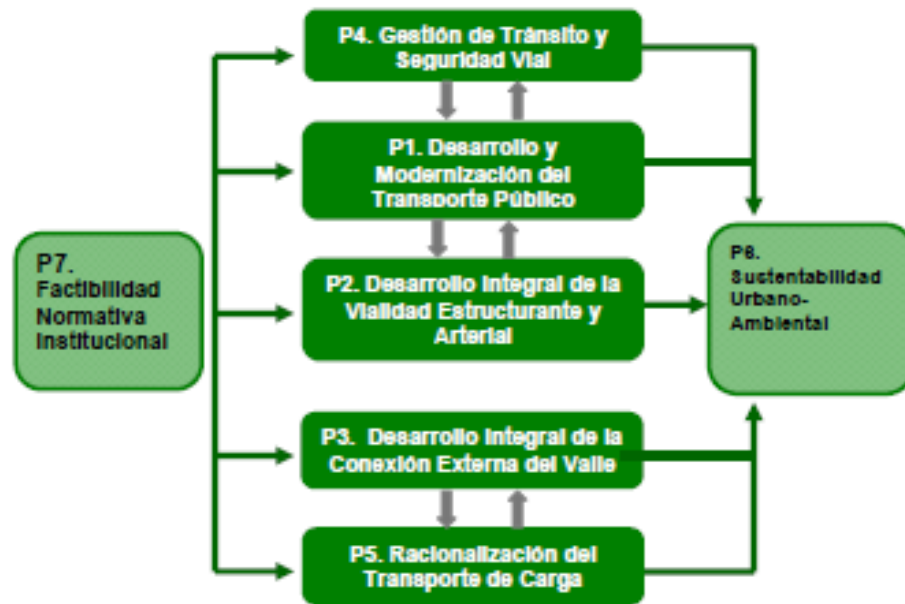 P4. Gestión de Tránsito y
Seguridad Vial
P1. Desarrollo y
Modernización del
Transporte Público
P7.
Factibilidad
Normativa
Institucional
P2. Desarrollo Integral de la
Vialidad Estructurante y
Arterial
P6.
Sustentabilidad
Urbano-
Ambiental
P3. Desarrollo Integral de la
Conexión Externa del Valle
P5. Racionalización del
Transporte de Carga